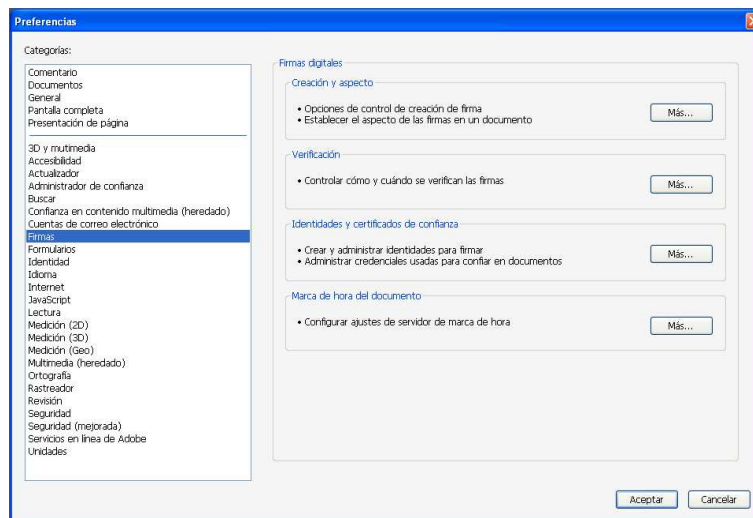 Preferencias
Categorías:
Comentario
Documentos
General
Pantalla completa
Presentación de página
3D y mutimedia
Accesibilidad
Actualizador
Administrador de confianza
Buscar
Confianza en contenido multimedia (heredado)
Cuentas de correo electrónico
Firmas
Formularios
Identidad
Idioma
Internet
JavaScript
Lectura
Medición (2D)
Medición (3D)
Medición (Geo)
Multimedia (heredado)
Ortografía
Rastreador
Revisión
Seguridad
Seguridad (mejorada)
Servicios en línea de Adobe
Unidades
Firmas digitales
Creación y aspecto
• Opciones de control de creación de firma
• Establecer el aspecto de las firmas en un documento
Más...
Verificación
• Controlar cómo y cuándo se verifican las firmas
Más...
Identidades y certificados de confianza
• Crear y administrar identidades para firmar
• Administrar credenciales usadas para confiar en documentos
Más...
Marca de hora del documento
• Configurar ajustes de servidor de marca de hora
Más...
Aceptar
Cancelar